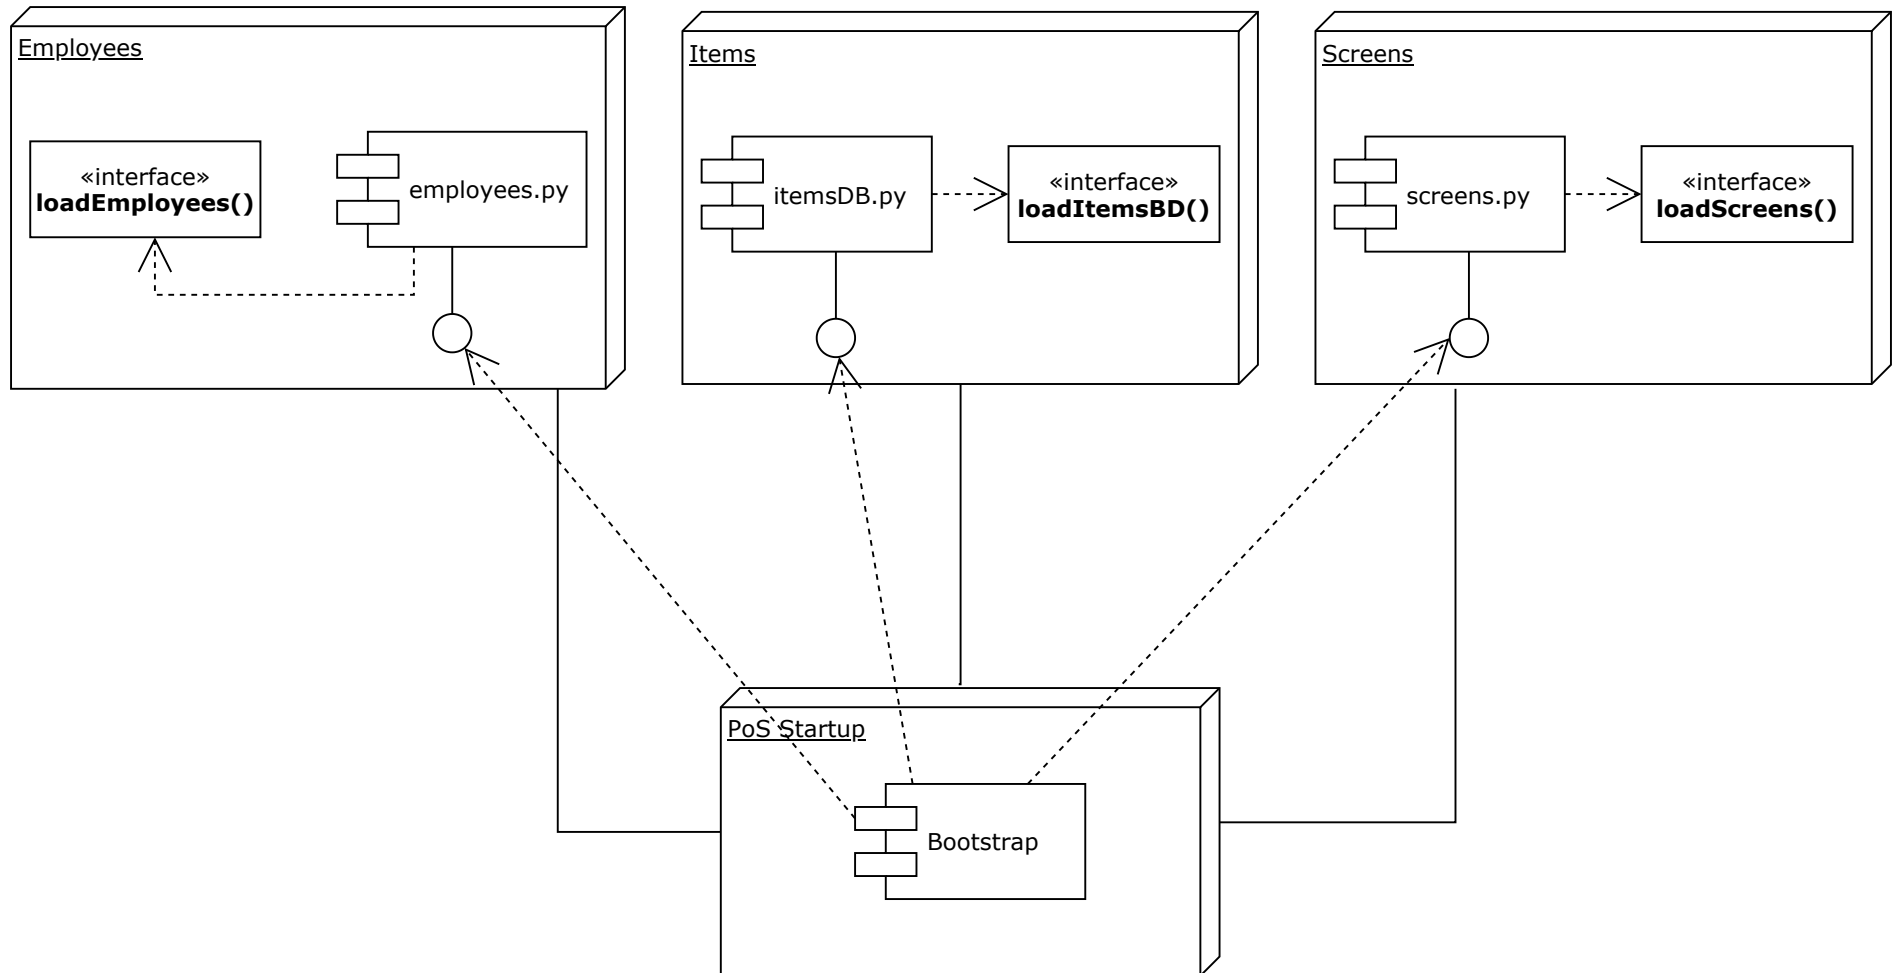 Employees
«interface»
loadEmployees()
employees.py
Items
itemsDB.py
«interface»
loadItemsBD()
Screens
screens.py
«interface»
loadScreens()
PoS Startup
Bootstrap